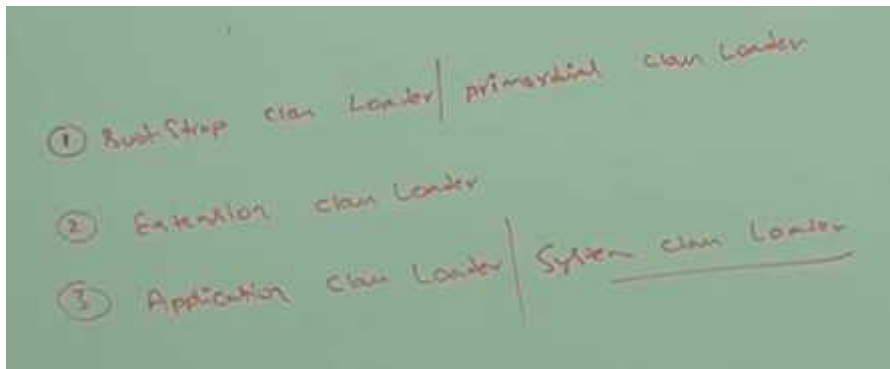 ① BootStrap class Loader | primordial class Loader
② Extension class Loader
③ Application class Loader | System class Loader